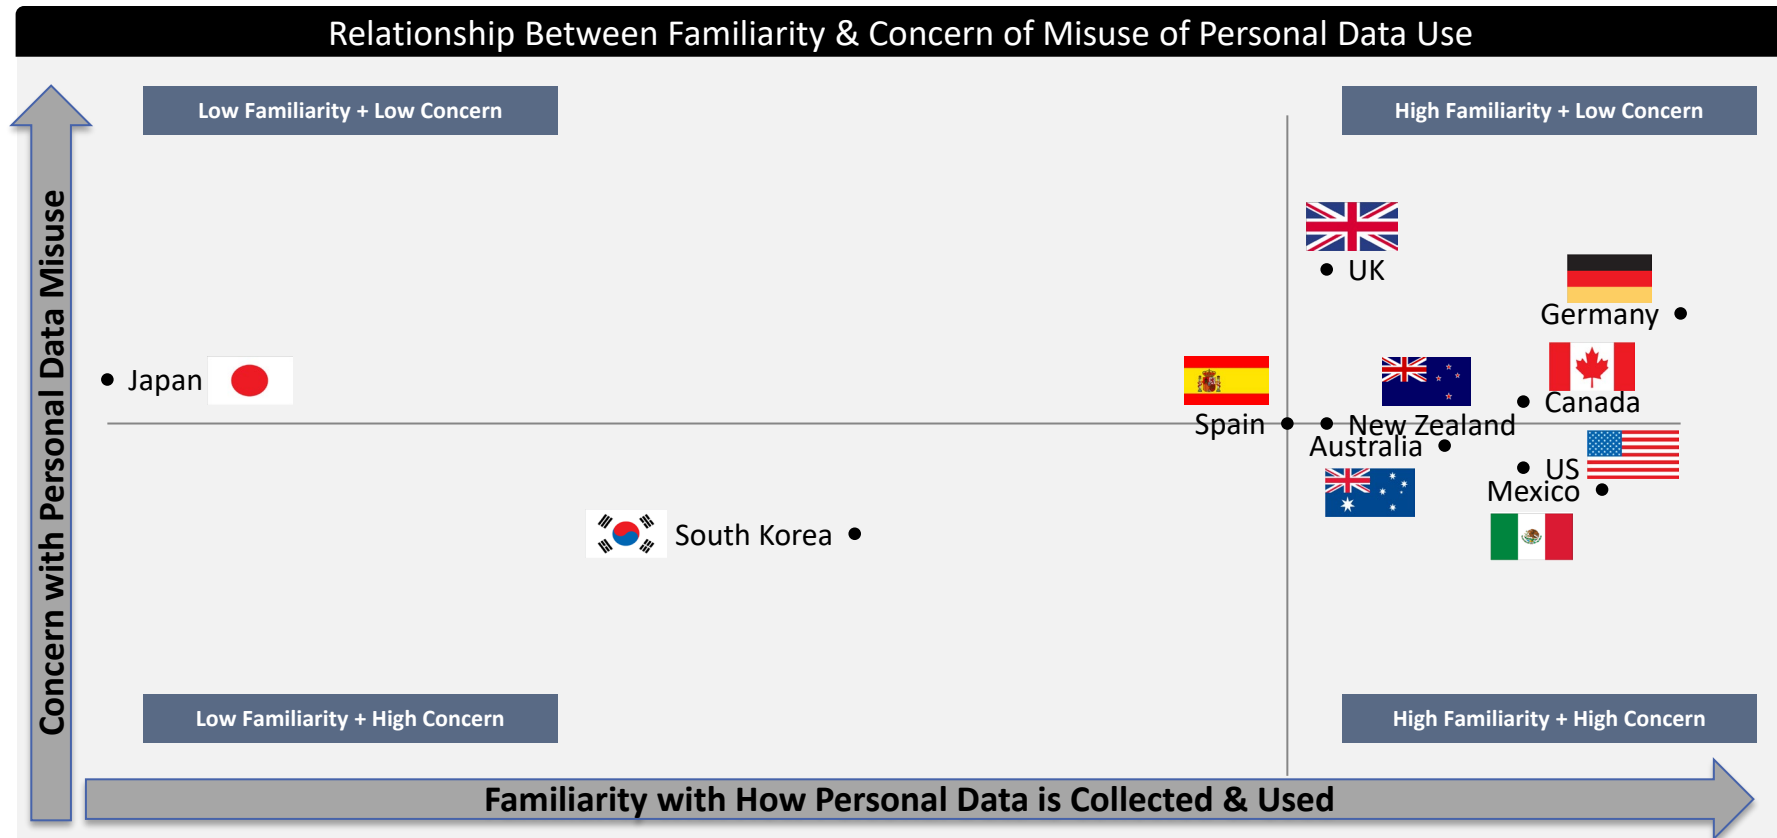 Relationship Between Familiarity & Concern of Misuse of Personal Data Use
Low Familiarity + Low Concern
High Familiarity + Low Concern
Concern with Personal Data Misuse
UK
Germany
Japan
Canada
Spain
New Zealand
Australia
US
Mexico
South Korea
Low Familiarity + High Concern
High Familiarity + High Concern
Familiarity with How Personal Data is Collected & Used